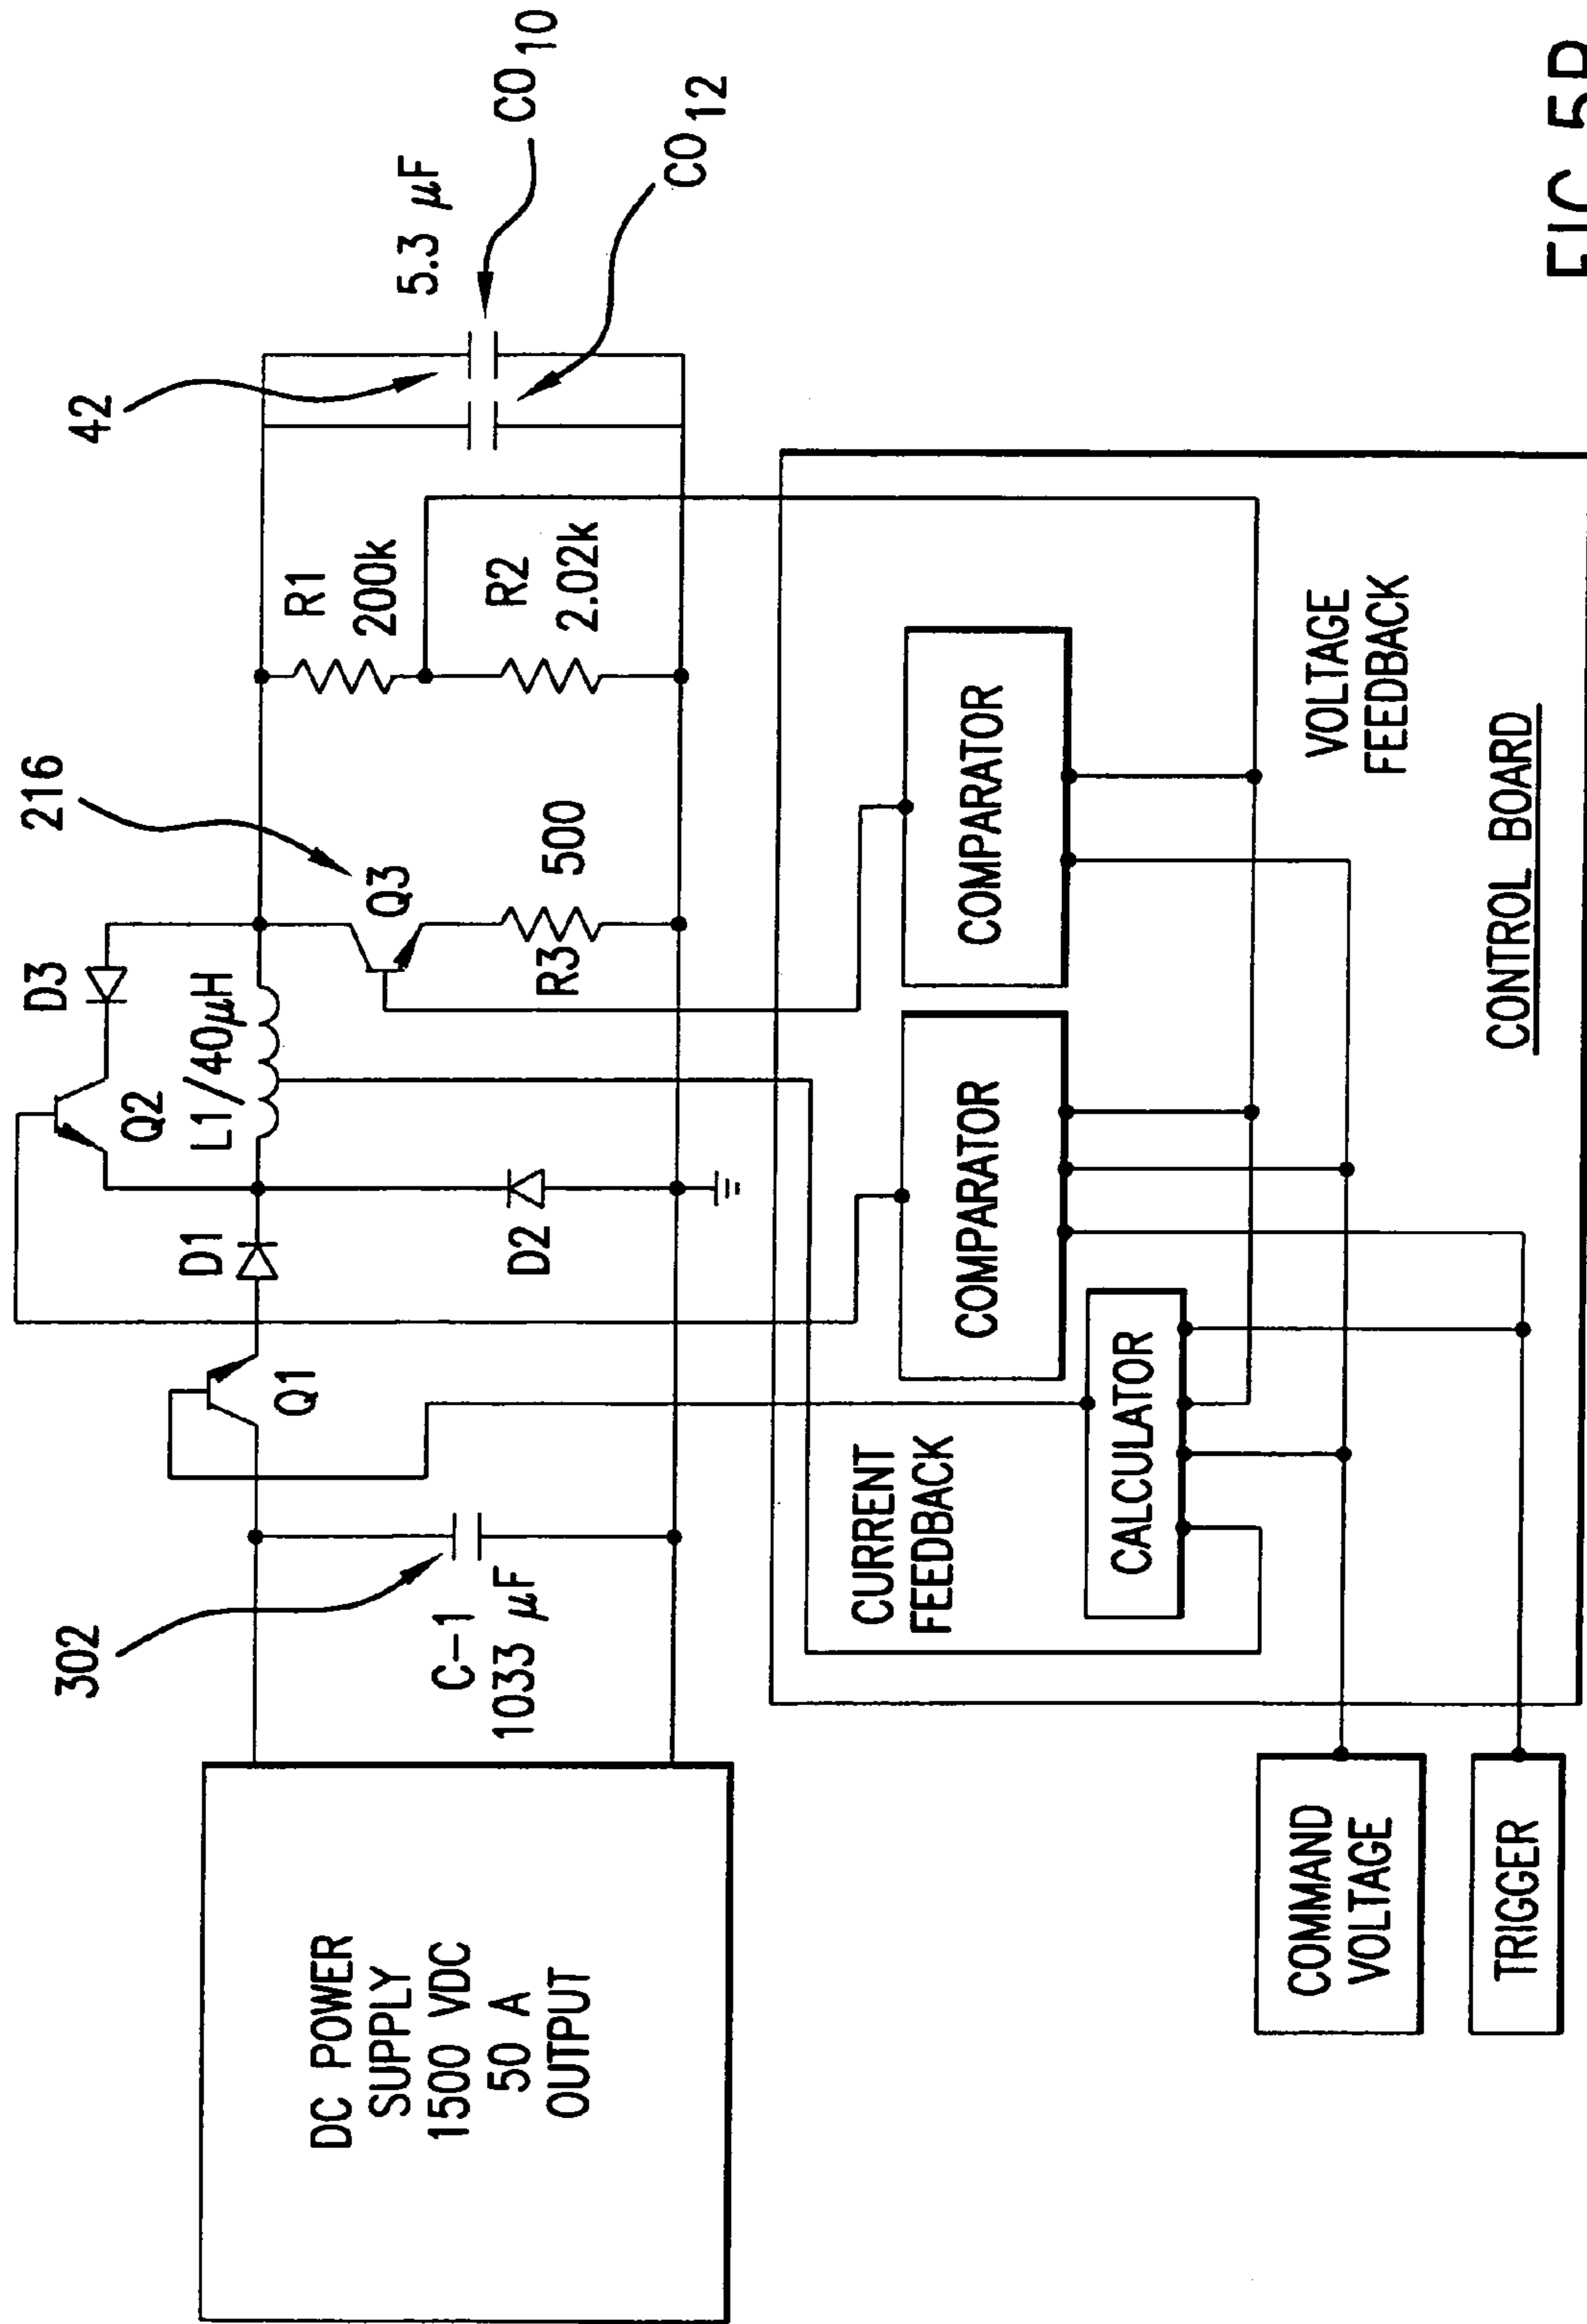 302
C-1
1033 μF
Q1
D1
D2
Q2
L1/40μH
D3
216
Q3
R3
500
R1
200k
R2
2.02k
42
5.3 μF
CO10
CO12
DC POWER
SUPPLY
1500 VDC
50 A
OUTPUT
CURRENT
FEEDBACK
CALCULATOR
COMPARATOR
COMPARATOR
VOLTAGE
FEEDBACK
CONTROL BOARD
COMMAND
VOLTAGE
TRIGGER
FIG. 5B